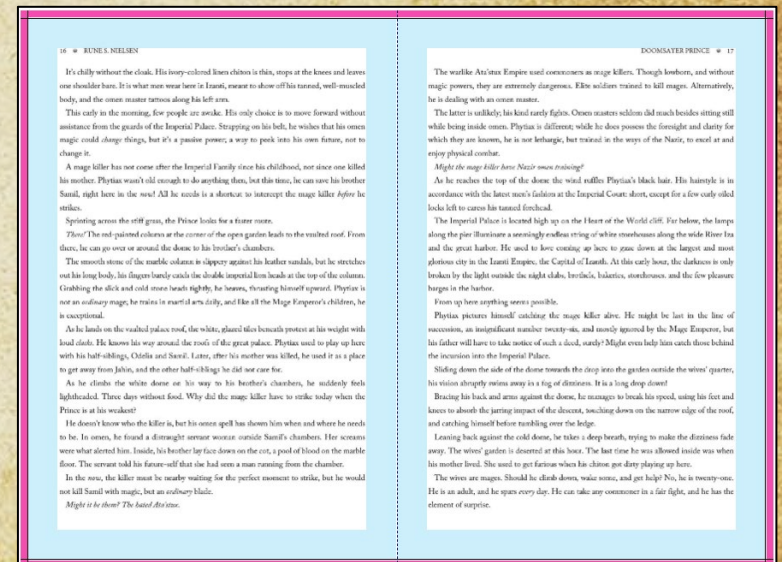 16 ❦ RUNE S. NIELSEN
It's chilly without the cloak. His ivory-colored linen chiton is thin, stops at the knees and leaves
one shoulder bare. It is what men wear here in Izanti, meant to show off his tanned, well-muscled
body, and the omen master tattoos along his left arm.
This early in the morning, few people are awake. His only choice is to move forward without
assistance from the guards of the Imperial Palace. Strapping on his belt, he wishes that his omen
magic could change things, but it's a passive power; a way to peek into his own future, not to
change it.
A mage killer has not come after the Imperial Family since his childhood, not since one killed
his mother. Phytiax wasn't old enough to do anything then, but this time, he can save his brother
Samil, right here in the now! All he needs is a shortcut to intercept the mage killer before he
strikes.
Sprinting across the stiff grass, the Prince looks for a faster route.
There! The red-painted column at the corner of the open garden leads to the vaulted roof. From
there, he can go over or around the dome to his brother's chambers.
The smooth stone of the marble column is slippery against his leather sandals, but he stretches
out his long body, his fingers barely catch the double imperial lion heads at the top of the column.
Grabbing the slick and cold stone heads tightly, he heaves, thrusting himself upward. Phytiax is
not an ordinary mage; he trains in martial arts daily, and like all the Mage Emperor's children, he
is exceptional.
As he lands on the vaulted palace roof, the white, glazed tiles beneath protest at his weight with
loud clonks. He knows his way around the roofs of the great palace. Phytiax used to play up here
with his half-siblings, Odelia and Samil. Later, after his mother was killed, he used it as a place
to get away from Jahin, and the other half-siblings he did not care for.
As he climbs the white dome on his way to his brother's chambers, he suddenly feels
lightheaded. Three days without food. Why did the mage killer have to strike today when the
Prince is at his weakest?
He doesn't know who the killer is, but his omen spell has shown him when and where he needs
to be. In omen, he found a distraught servant woman outside Samil's chambers. Her screams
were what alerted him. Inside, his brother lay face down on the cot, a pool of blood on the marble
floor. The servant told his future-self that she had seen a man running from the chamber.
In the now, the killer must be nearby waiting for the perfect moment to strike, but he would
not kill Samil with magic, but an ordinary blade.
Might it be them? The hated Ata'stux.
DOOMSAYER PRINCE ❦ 17
The warlike Ata'stux Empire used commoners as mage killers. Though lowborn, and without
magic powers, they are extremely dangerous. Elite soldiers trained to kill mages. Alternatively,
he is dealing with an omen master.
The latter is unlikely; his kind rarely fights. Omen masters seldom did much besides sitting still
while being inside omen. Phytiax is different; while he does possess the foresight and clarity for
which they are known, he is not lethargic, but trained in the ways of the Nazir, to excel at and
enjoy physical combat.
Might the mage killer have Nazir omen training?
As he reaches the top of the dome the wind ruffles Phytiax's black hair. His hairstyle is in
accordance with the latest men's fashion at the Imperial Court: short, except for a few curly oiled
locks left to caress his tanned forehead.
The Imperial Palace is located high up on the Heart of the World cliff. Far below, the lamps
along the pier illuminate a seemingly endless string of white storehouses along the wide River Iza
and the great harbor. He used to love coming up here to gaze down at the largest and most
glorious city in the Izanti Empire, the Capital of Izanth. At this early hour, the darkness is only
broken by the light outside the night clubs, brothels, bakeries, storehouses, and the few pleasure
barges in the harbor.
From up here anything seems possible.
Phytiax pictures himself catching the mage killer alive. He might be last in the line of
succession, an insignificant number twenty-six, and mostly ignored by the Mage Emperor, but
his father will have to take notice of such a deed, surely? Might even help him catch those behind
the incursion into the Imperial Palace.
Sliding down the side of the dome towards the drop into the garden outside the wives' quarter,
his vision abruptly swims away in a fog of dizziness. It is a long drop down!
Bracing his back and arms against the dome, he manages to break his speed, using his feet and
knees to absorb the jarring impact of the descent, touching down on the narrow edge of the roof,
and catching himself before tumbling over the ledge.
Leaning back against the cold dome, he takes a deep breath, trying to make the dizziness fade
away. The wives' garden is deserted at this hour. The last time he was allowed inside was when
his mother lived. She used to get furious when his chiton got dirty playing up here.
The wives are mages. Should he climb down, wake some, and get help? No, he is twenty-one.
He is an adult, and he spars every day. He can take any commoner in a fair fight, and he has the
element of surprise.